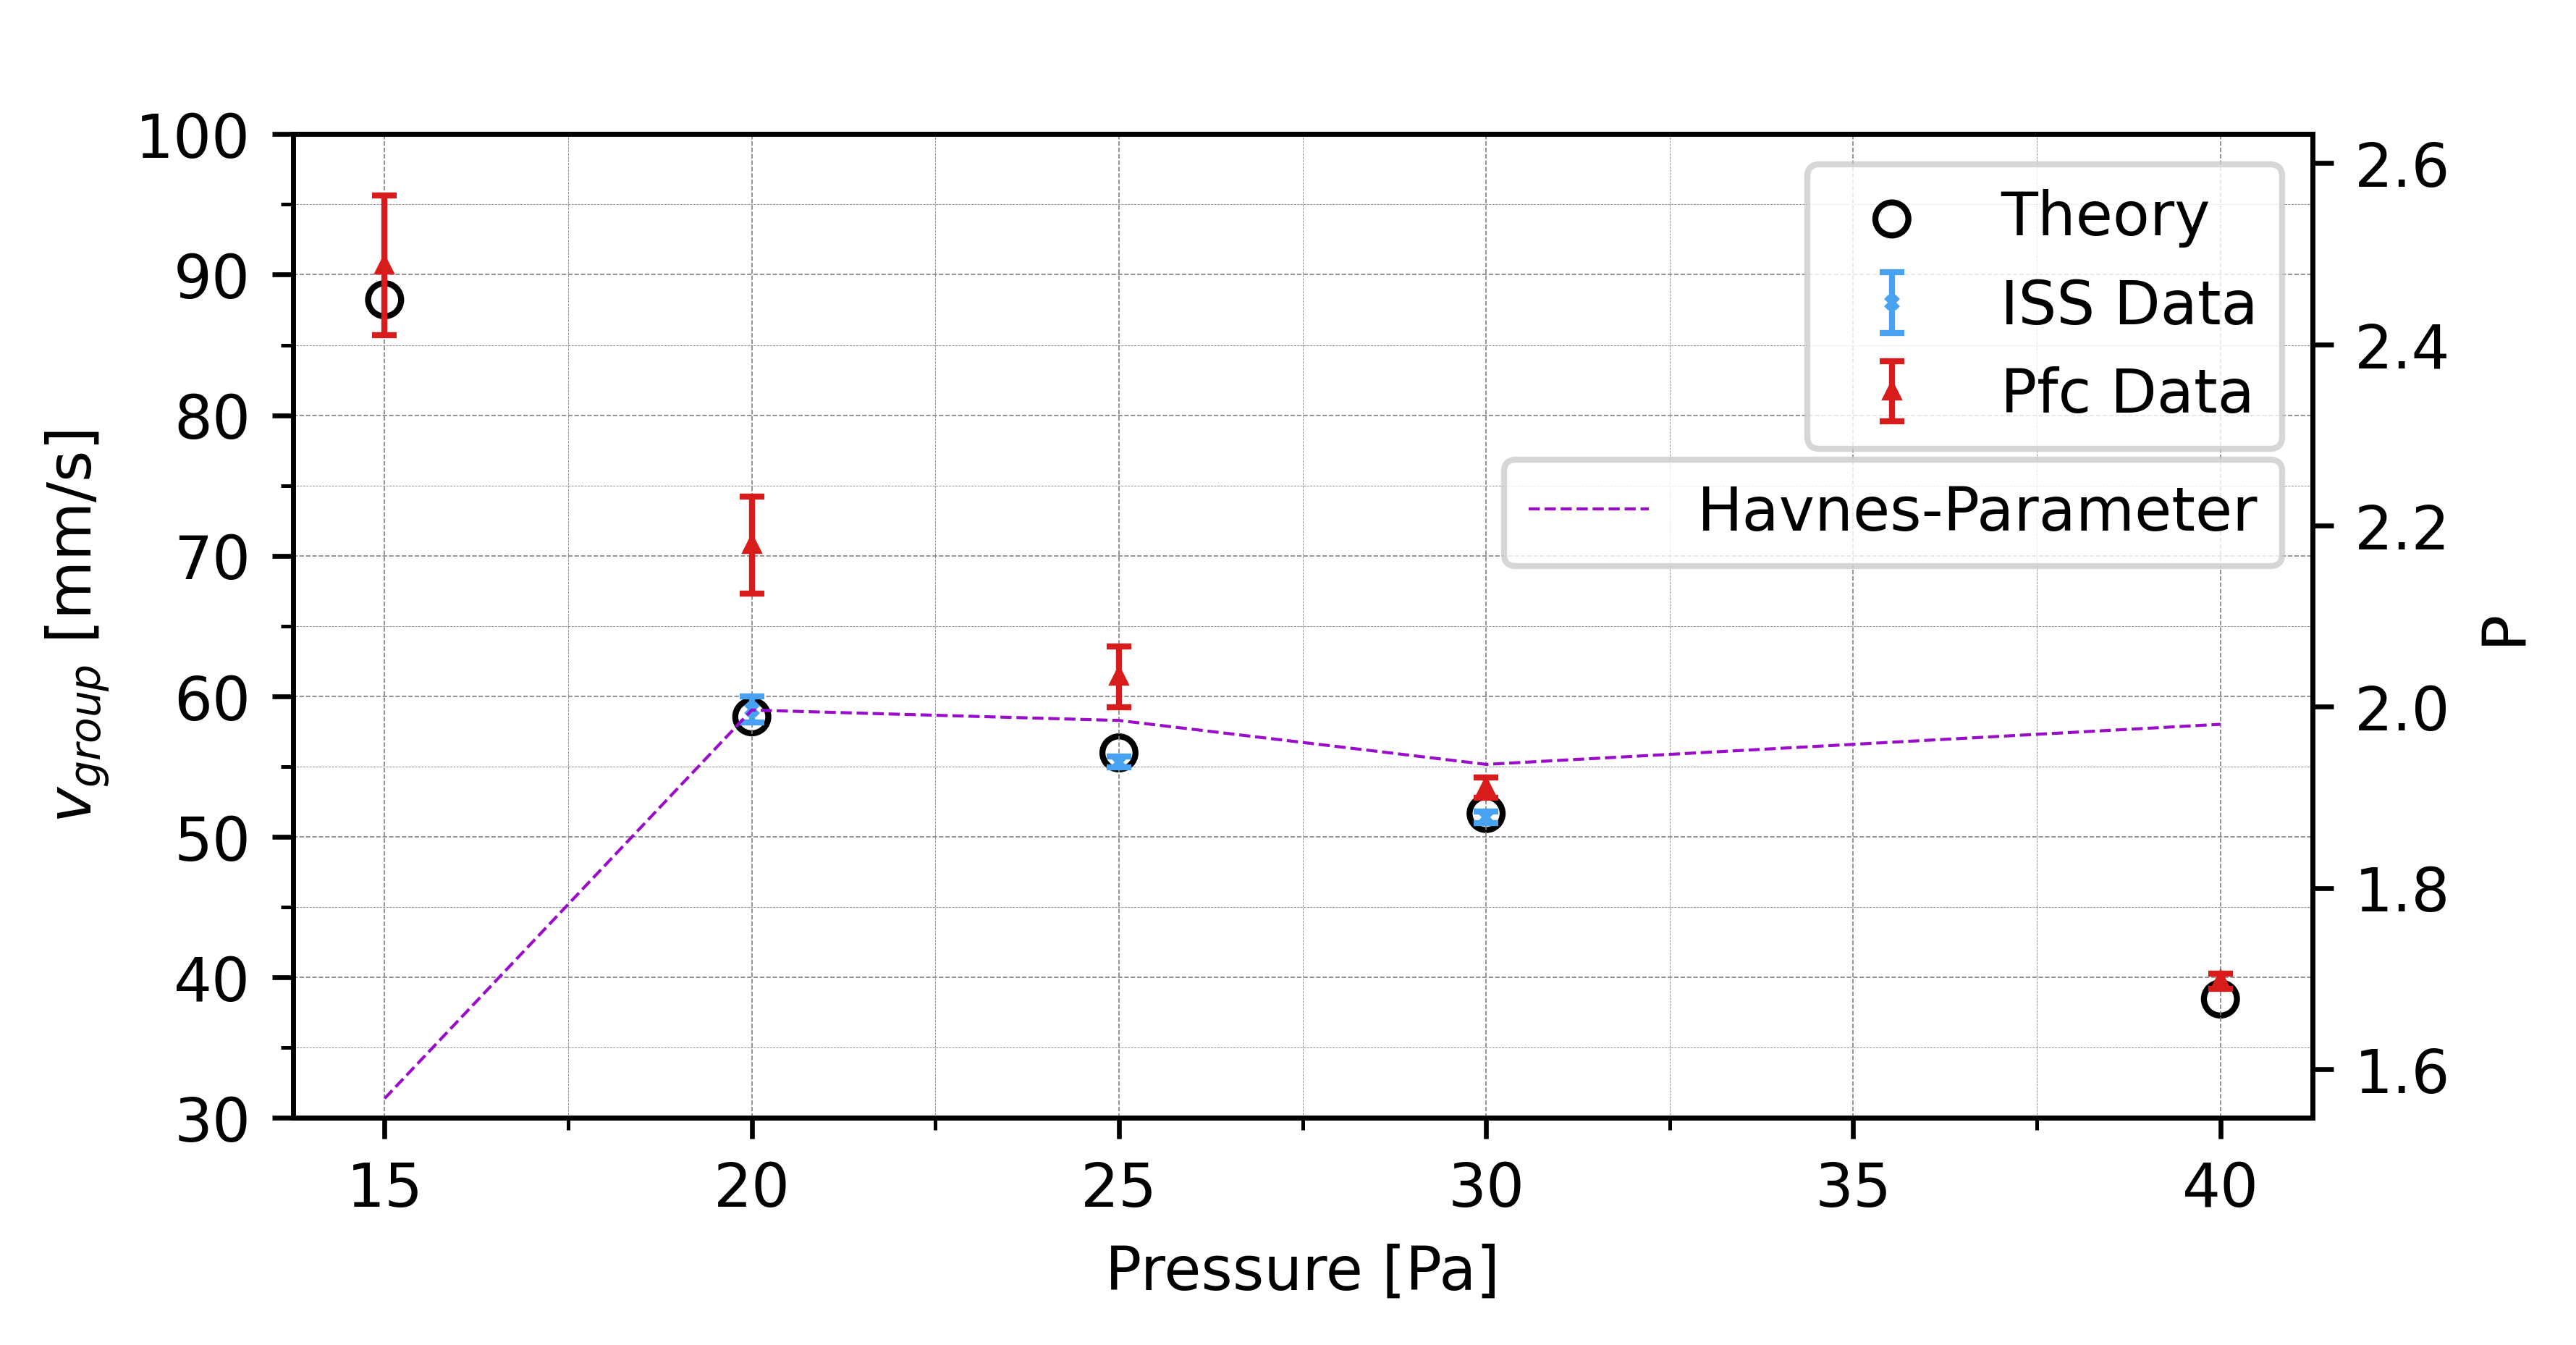 100
90
80
70
60
50
40
30
v_group [mm/s]
2.6
2.4
2.2
2.0
1.8
1.6
P
Theory
ISS Data
Pfc Data
Havnes-Parameter
15 20 25 30 35 40
Pressure [Pa]